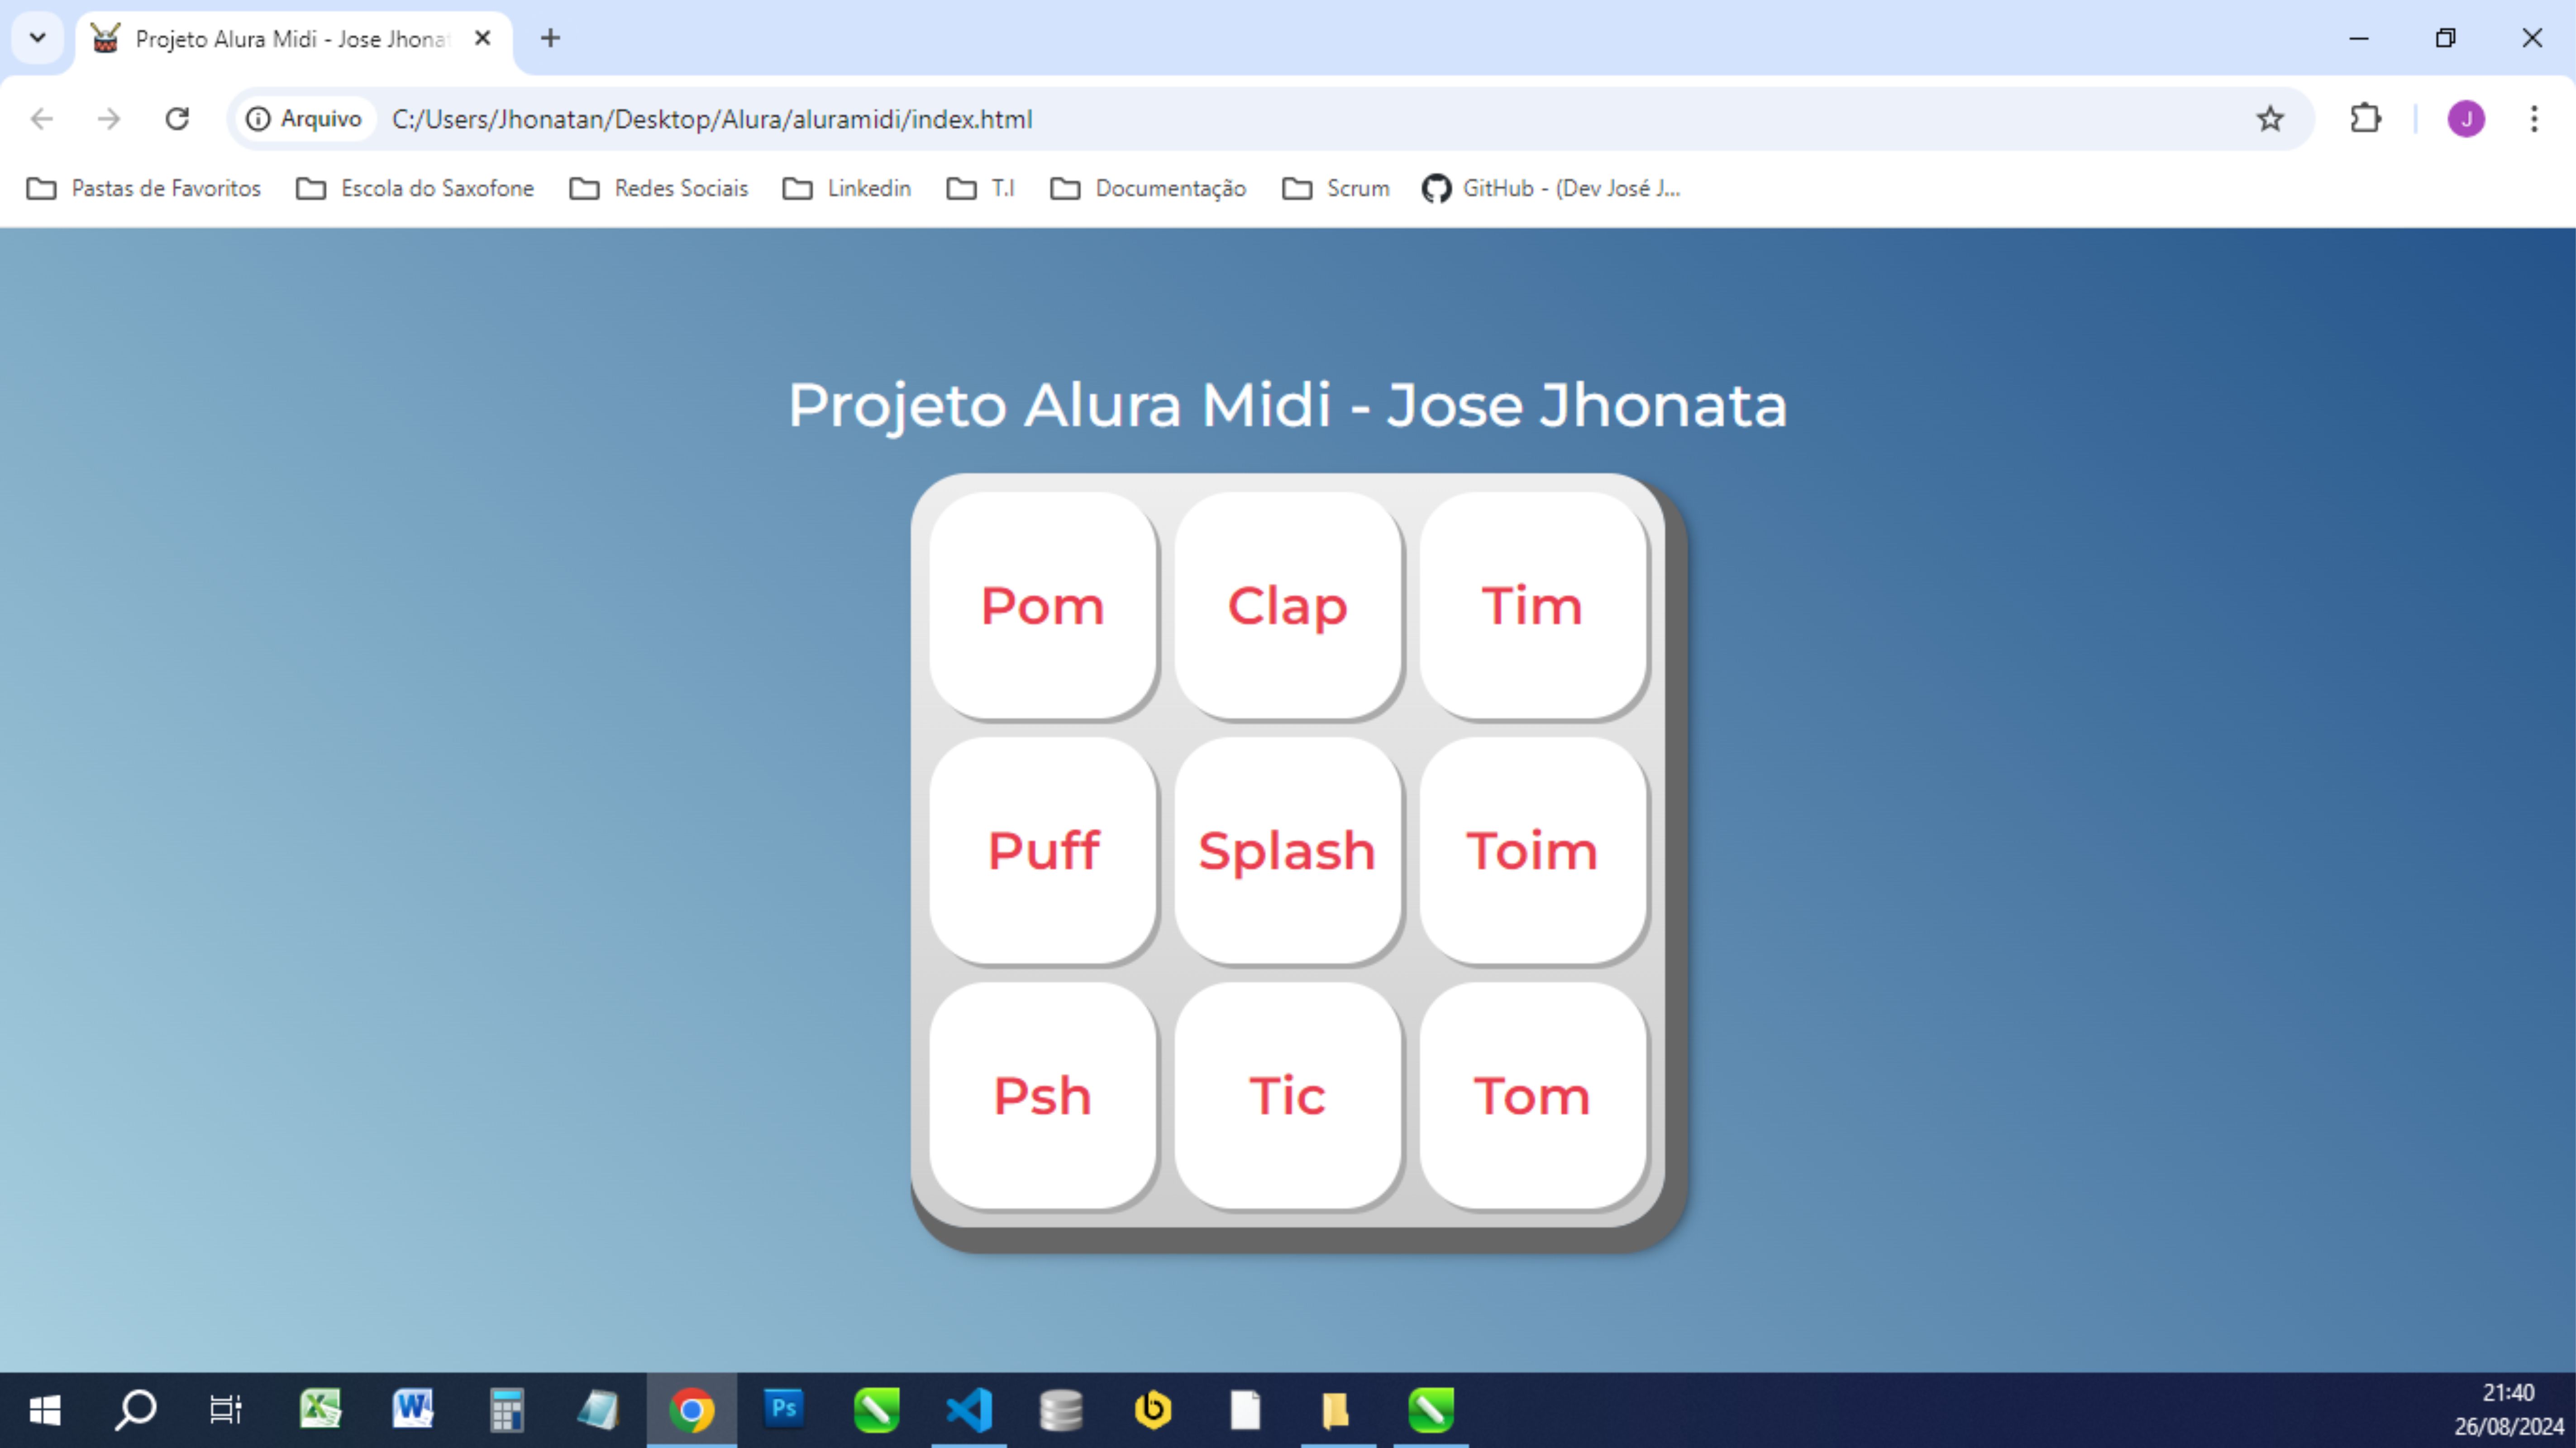 Projeto Alura Midi - Jose Jhona
Arquivo C:/Users/Jhonatan/Desktop/Alura/aluramidi/index.html J
Pastas de Favoritos Escola do Saxofone Redes Sociais Linkedin T.I Documentação Scrum GitHub - (Dev José J...
Projeto Alura Midi - Jose Jhonata
Pom Clap Tim
Puff Splash Toim
Psh Tic Tom
Ps
21:40
26/08/2024